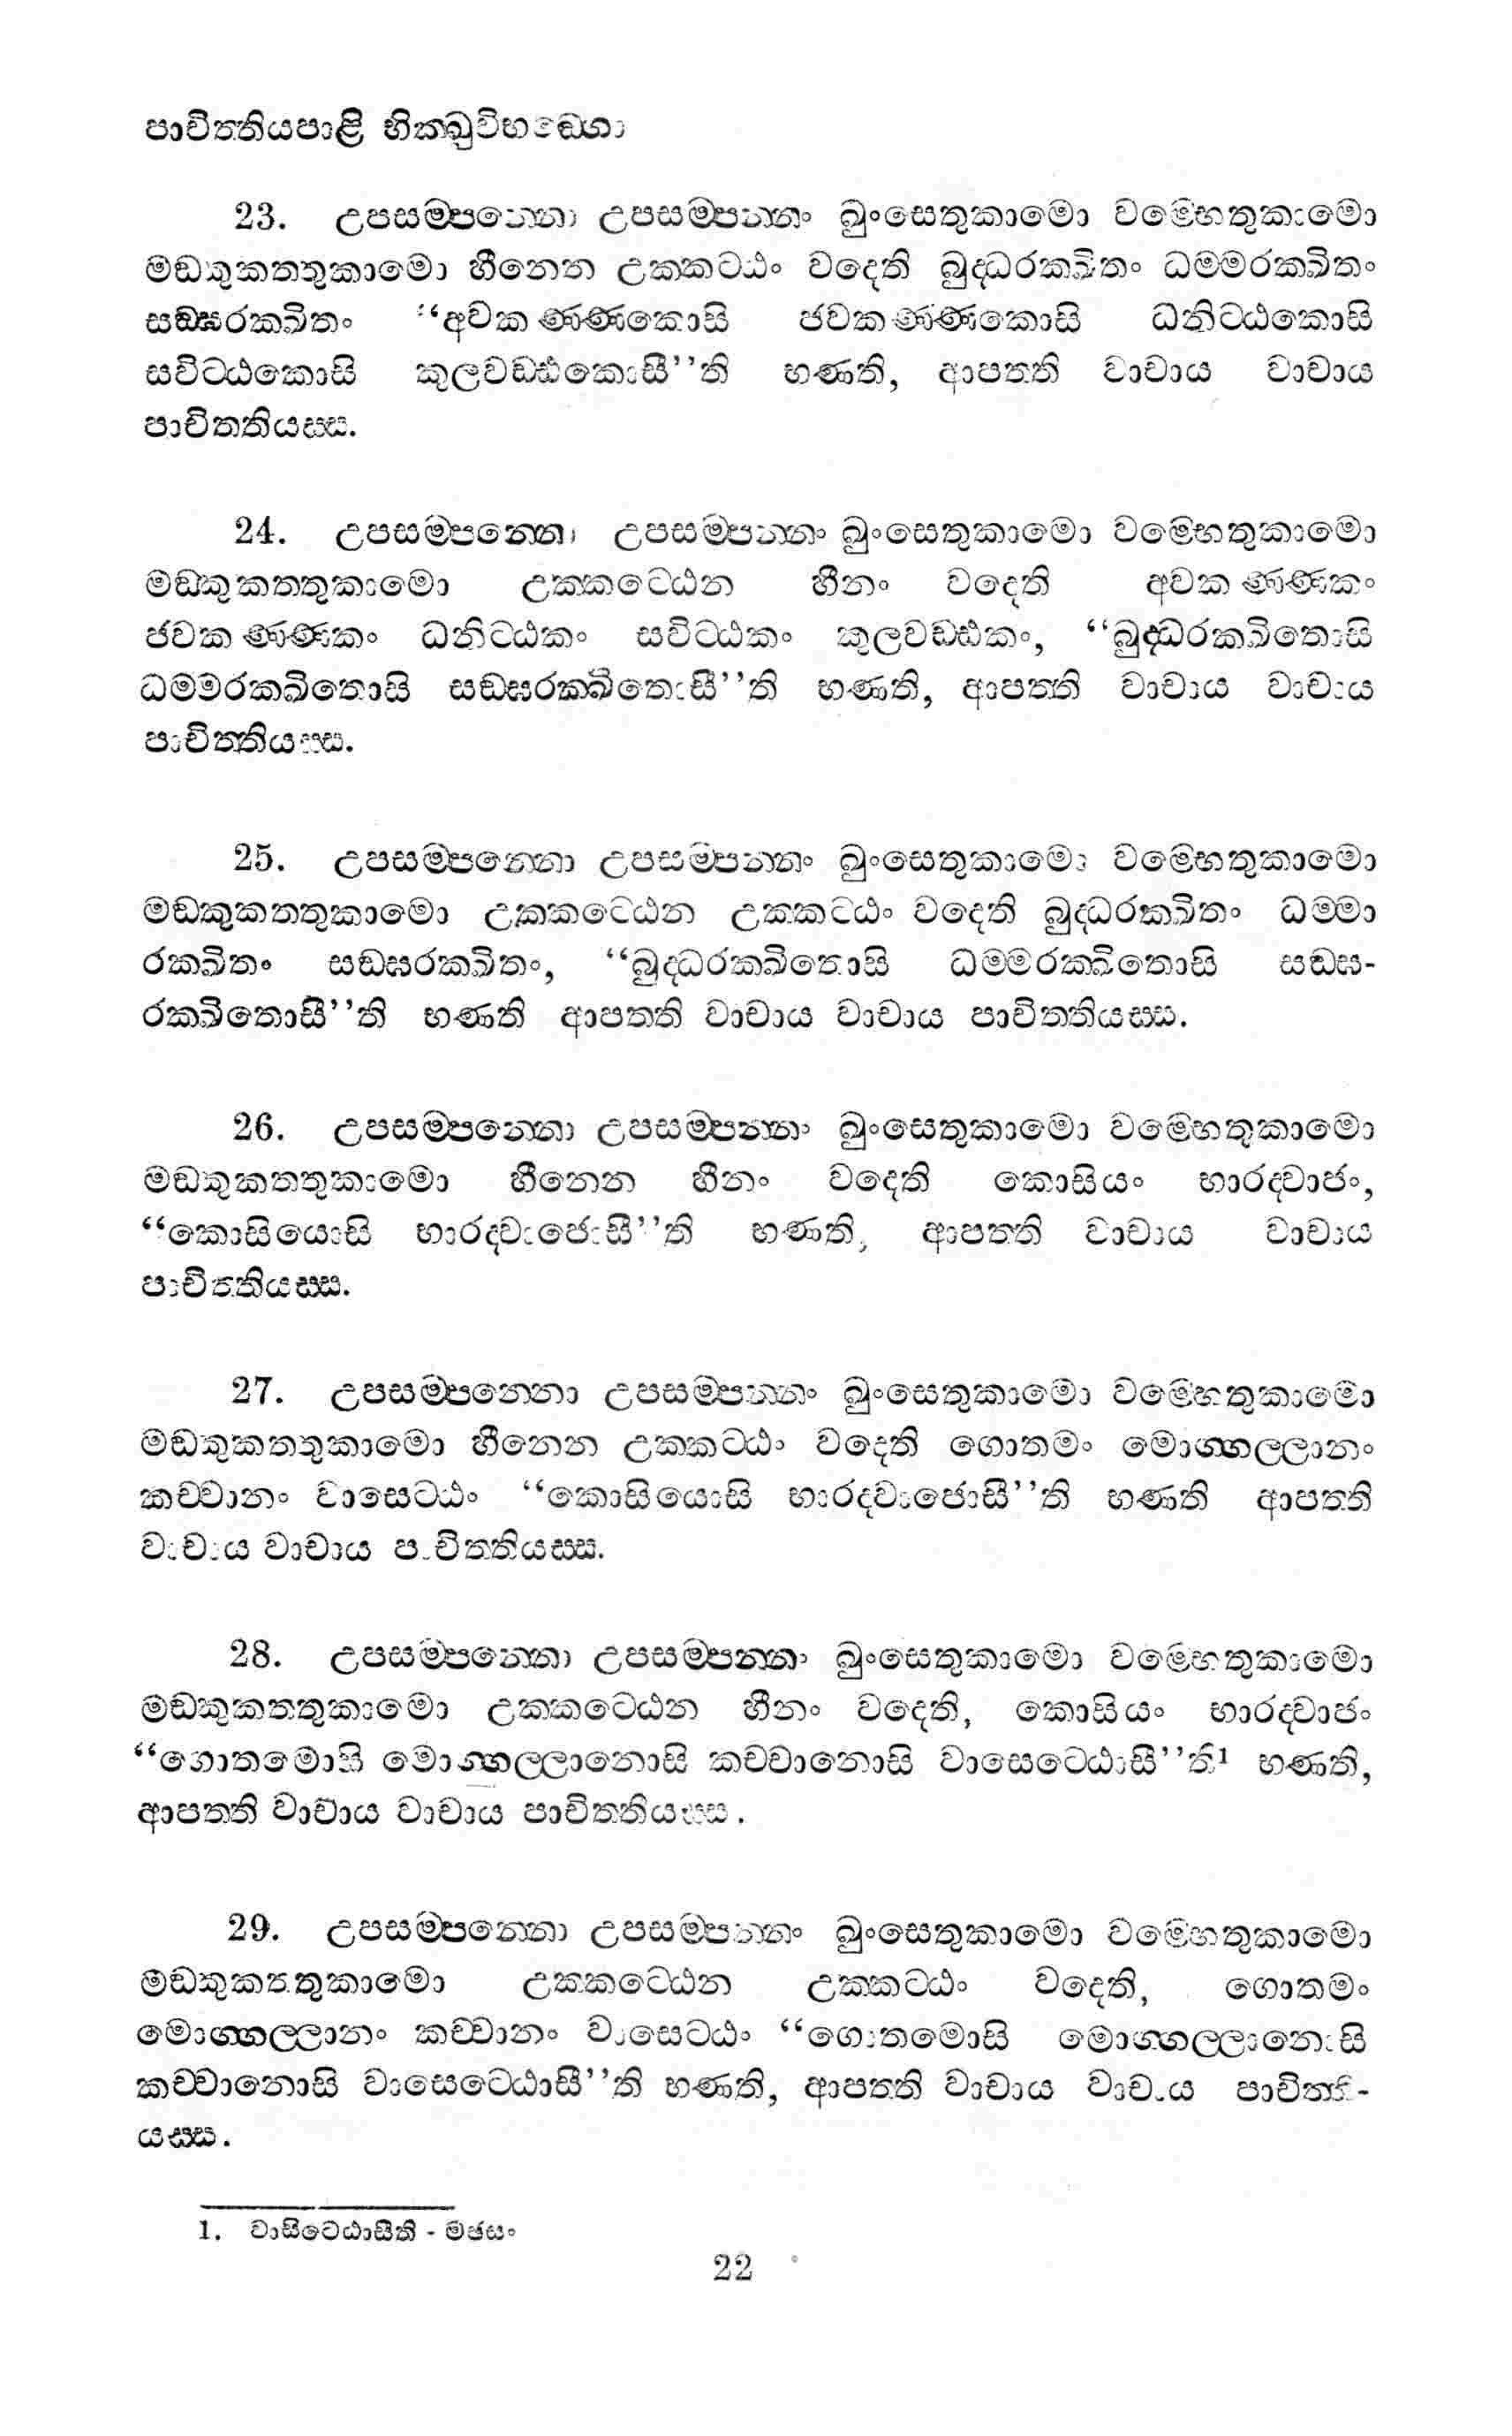 පාචිත්තියපාළි භික්ඛුවිභඞ්ගො
23. උපසම්පන්නො උපසම්පන්නං ඛුංසෙතුකාමො වම්භෙතුකාමො
මඞ්කුකත්තුකාමො හීනෙන උක්කට්ඨං වදෙති බුද්ධරක්ඛිතං ධම්මරක්ඛිතං
සඞ්ඝරක්ඛිතං “අවකණ්ණකොසි ජවකණ්ණකොසි ධනිට්ඨකොසි
සවිට්ඨකොසි කුලවඩ්ඪකොසී”ති භණති, ආපත්ති වාචාය වාචාය
පාචිත්තියස්ස.
24. උපසම්පන්නො උපසම්පන්නං ඛුංසෙතුකාමො වම්භෙතුකාමො
මඞ්කුකත්තුකාමො උක්කට්ඨෙන හීනං වදෙති අවකණ්ණකං
ජවකණ්ණකං ධනිට්ඨකං සවිට්ඨකං කුලවඩ්ඪකං, “බුද්ධරක්ඛිතොසි
ධම්මරක්ඛිතොසි සඞ්ඝරක්ඛිතොසී”ති භණති, ආපත්ති වාචාය වාචාය
පාචිත්තියස්ස.
25. උපසම්පන්නො උපසම්පන්නං ඛුංසෙතුකාමො වම්භෙතුකාමො
මඞ්කුකත්තුකාමො උක්කට්ඨෙන උක්කට්ඨං වදෙති බුද්ධරක්ඛිතං ධම්මා
රක්ඛිතං සඞ්ඝරක්ඛිතං, “බුද්ධරක්ඛිතොසි ධම්මරක්ඛිතොසි සඞ්ඝ-
රක්ඛිතොසී”ති භණති ආපත්ති වාචාය වාචාය පාචිත්තියස්ස.
26. උපසම්පන්නො උපසම්පන්නං ඛුංසෙතුකාමො වම්භෙතුකාමො
මඞ්කුකත්තුකාමො හීනෙන හීනං වදෙති කොසියං භාරද්වාජං,
“කොසියොසි භාරද්වාජොසී”ති භණති, ආපත්ති වාචාය වාචාය
පාචිත්තියස්ස.
27. උපසම්පන්නො උපසම්පන්නං ඛුංසෙතුකාමො වම්භෙතුකාමො
මඞ්කුකත්තුකාමො හීනෙන උක්කට්ඨං වදෙති ගොතමං මොග්ගල්ලානං
කච්චානං වාසෙට්ඨං “කොසියොසි භාරද්වාජොසී”ති භණති ආපත්ති
වාචාය වාචාය පාචිත්තියස්ස.
28. උපසම්පන්නො උපසම්පන්නං ඛුංසෙතුකාමො වම්භෙතුකාමො
මඞ්කුකත්තුකාමො උක්කට්ඨෙන හීනං වදෙති, කොසියං භාරද්වාජං
“ගොතමොසි මොග්ගල්ලානොසි කච්චානොසි වාසෙට්ඨොසී”ති¹ භණති,
ආපත්ති වාචාය වාචාය පාචිත්තියස්ස.
29. උපසම්පන්නො උපසම්පන්නං ඛුංසෙතුකාමො වම්භෙතුකාමො
මඞ්කුකත්තුකාමො උක්කට්ඨෙන උක්කට්ඨං වදෙති, ගොතමං
මොග්ගල්ලානං කච්චානං වාසෙට්ඨං “ගොතමොසි මොග්ගල්ලානොසි
කච්චානොසි වාසෙට්ඨොසී”ති භණති, ආපත්ති වාචාය වාචාය පාචිත්ති-
යස්ස.
1. වාසිට්ඨොසීති - මඡසං
22